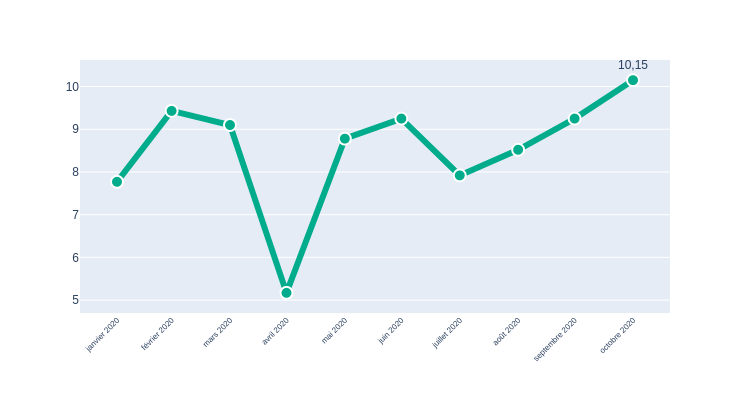 10,15
10
9
8
7
6
5
janvier 2020
février 2020
mars 2020
avril 2020
mai 2020
juin 2020
juillet 2020
août 2020
septembre 2020
octobre 2020